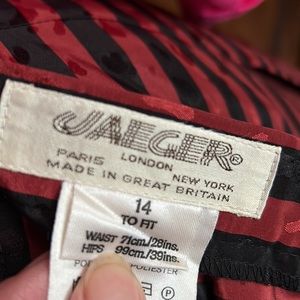 JAEGER®
PARIS LONDON NEW YORK
MADE IN GREAT BRITAIN
14
TO FIT
WAIST 71cm./28ins.
HIPS 99cm./39ins.
POLYESTER
P